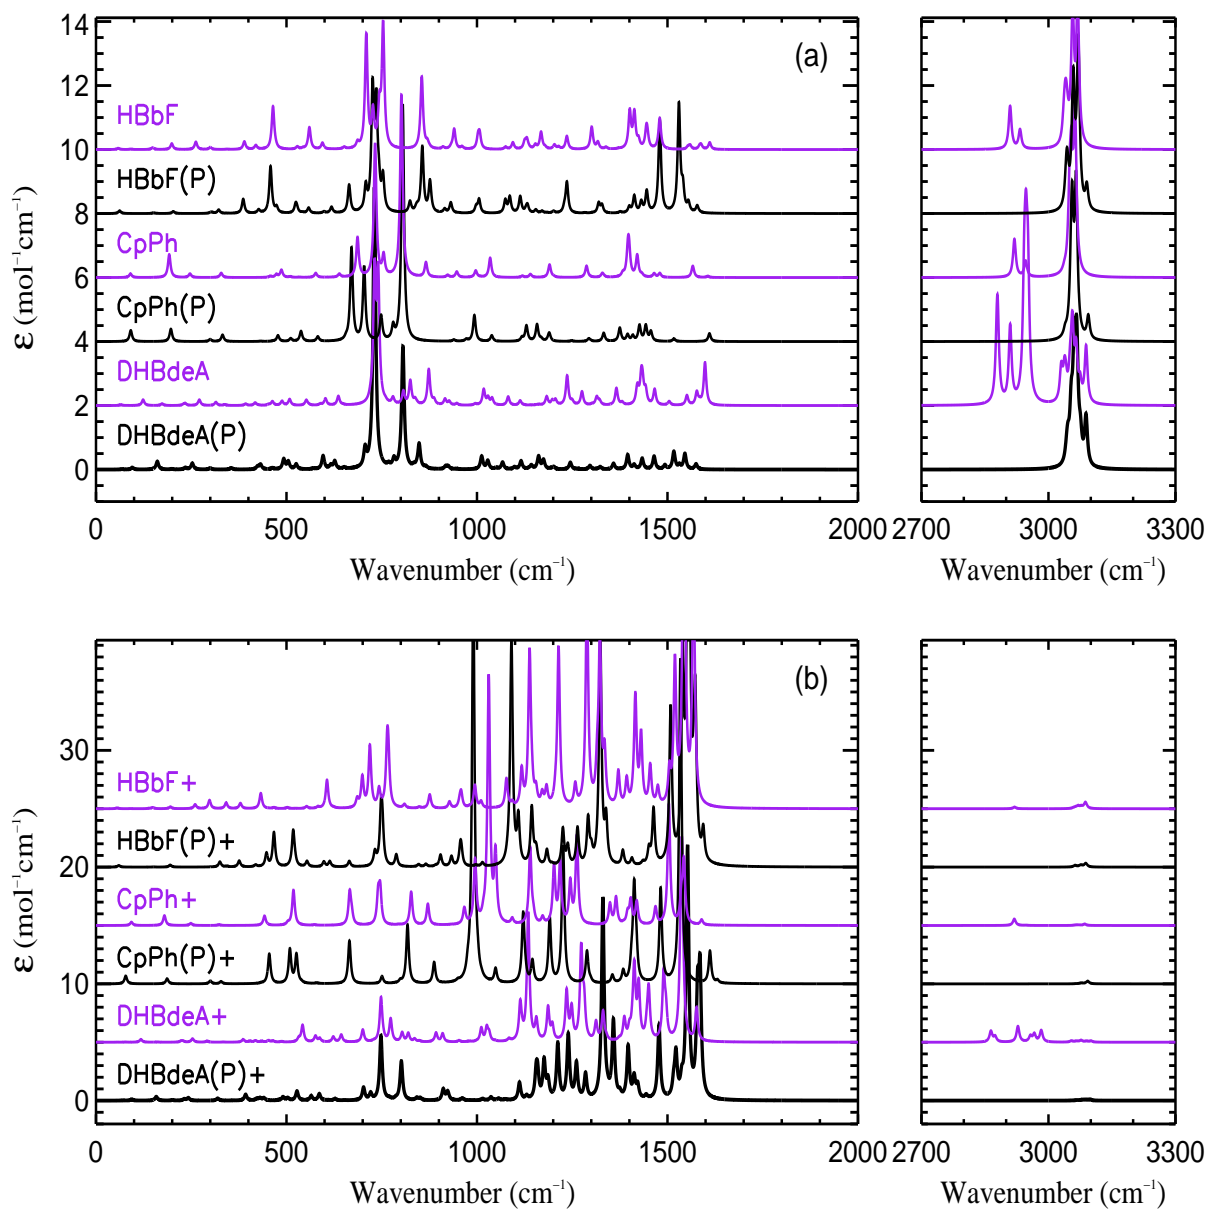 14
12
10
8
6
4
2
0
ε (mol⁻¹cm⁻¹)
(a)
HBbF
HBbF(P)
CpPh
CpPh(P)
DHBdeA
DHBdeA(P)
0 500 1000 1500 2000 2700 3000 3300
Wavenumber (cm⁻¹) Wavenumber (cm⁻¹)
30
20
10
0
ε (mol⁻¹cm⁻¹)
(b)
HBbF+
HBbF(P)+
CpPh+
CpPh(P)+
DHBdeA+
DHBdeA(P)+
0 500 1000 1500 2000 2700 3000 3300
Wavenumber (cm⁻¹) Wavenumber (cm⁻¹)